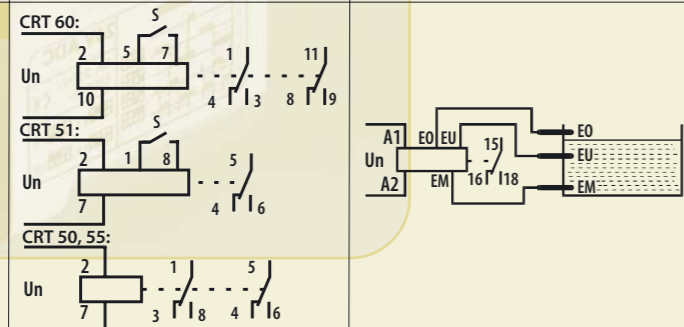 CRT 60:
S
2 5 7 1 11
Un
10 4 3 8 9
CRT 51:
S
2 1 8 5
Un
7 4 6
CRT 50, 55:
2 1 5
Un
7 3 8 4 6
A1 EO EU 15 EO
Un EU
A2 EM 16 18 EM